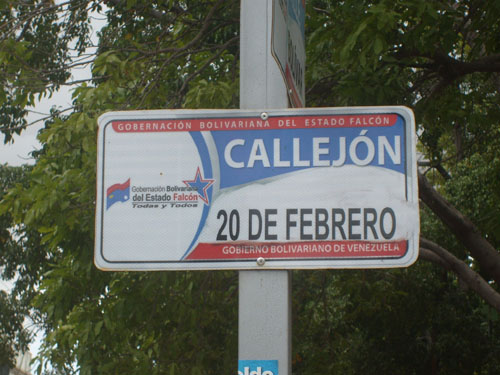 GOBERNACIÓN BOLIVARIANA DEL ESTADO FALCÓN
CALLEJÓN
Gobernación Bolivariana
del Estado Falcón
Todas y Todos
20 DE FEBRERO
GOBIERNO BOLIVARIANO DE VENEZUELA